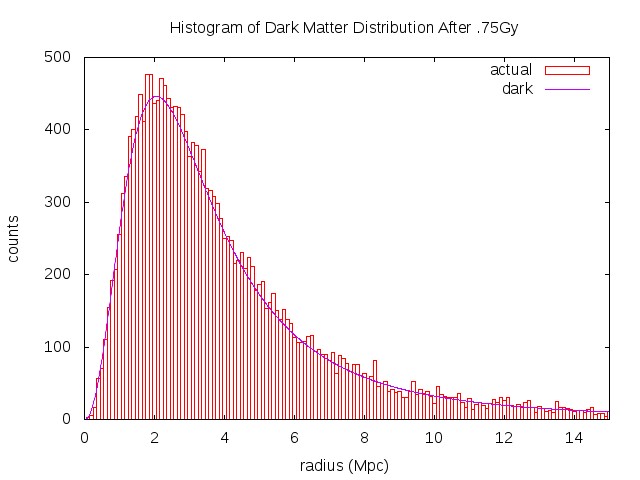 Histogram of Dark Matter Distribution After .75Gy
500
400
300
200
100
0
counts
actual
dark
0 2 4 6 8 10 12 14
radius (Mpc)